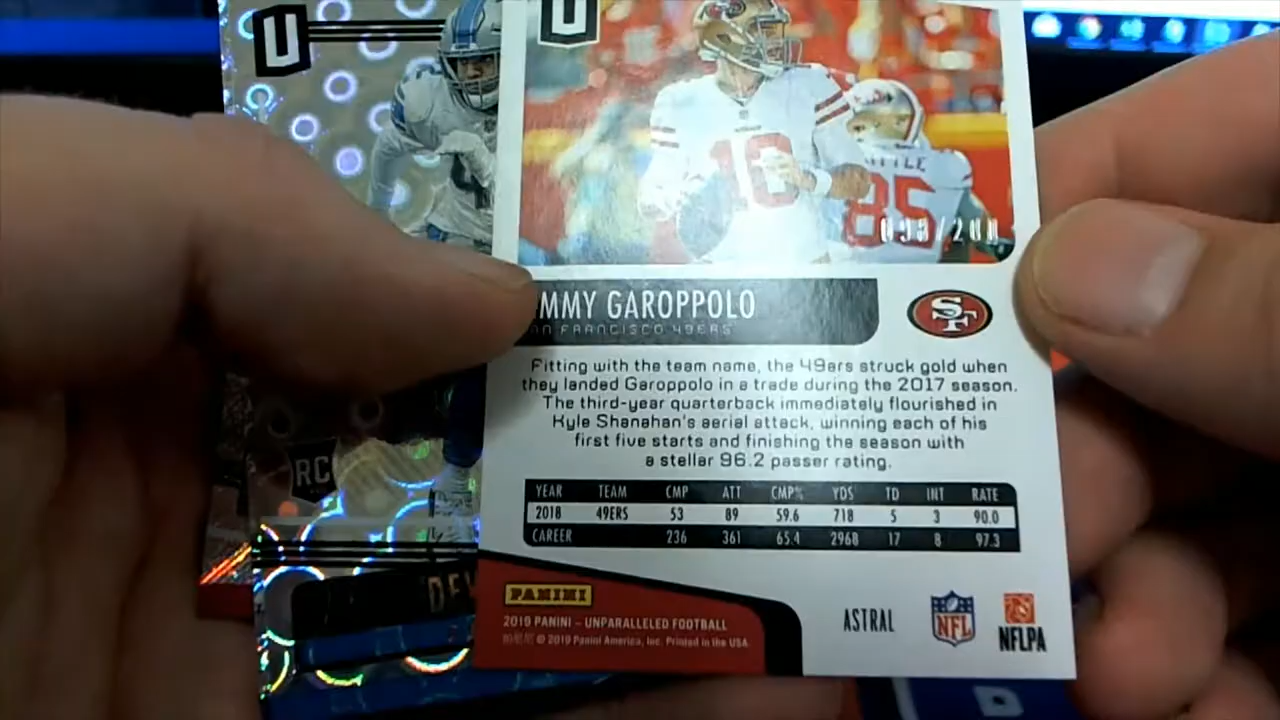 U
U
10
TTLE
85
/200
MMY GAROPPOLO
AN FRANCISCO 49ERS
SF
Fitting with the team name, the 49ers struck gold when
they landed Garoppolo in a trade during the 2017 season.
The third-year quarterback immediately flourished in
Kyle Shanahan's aerial attack, winning each of his
first five starts and finishing the season with
a stellar 96.2 passer rating.
YEAR TEAM CMP ATT CMP% YDS TD INT RATE
2018 49ERS 53 89 59.6 718 5 3 90.0
CAREER 236 361 65.4 2968 17 8 97.3
RC
DEV
PANINI
2019 PANINI - UNPARALLELED FOOTBALL
© 2019 Panini America, Inc. Printed in the USA.
ASTRAL
NFL
NFLPA